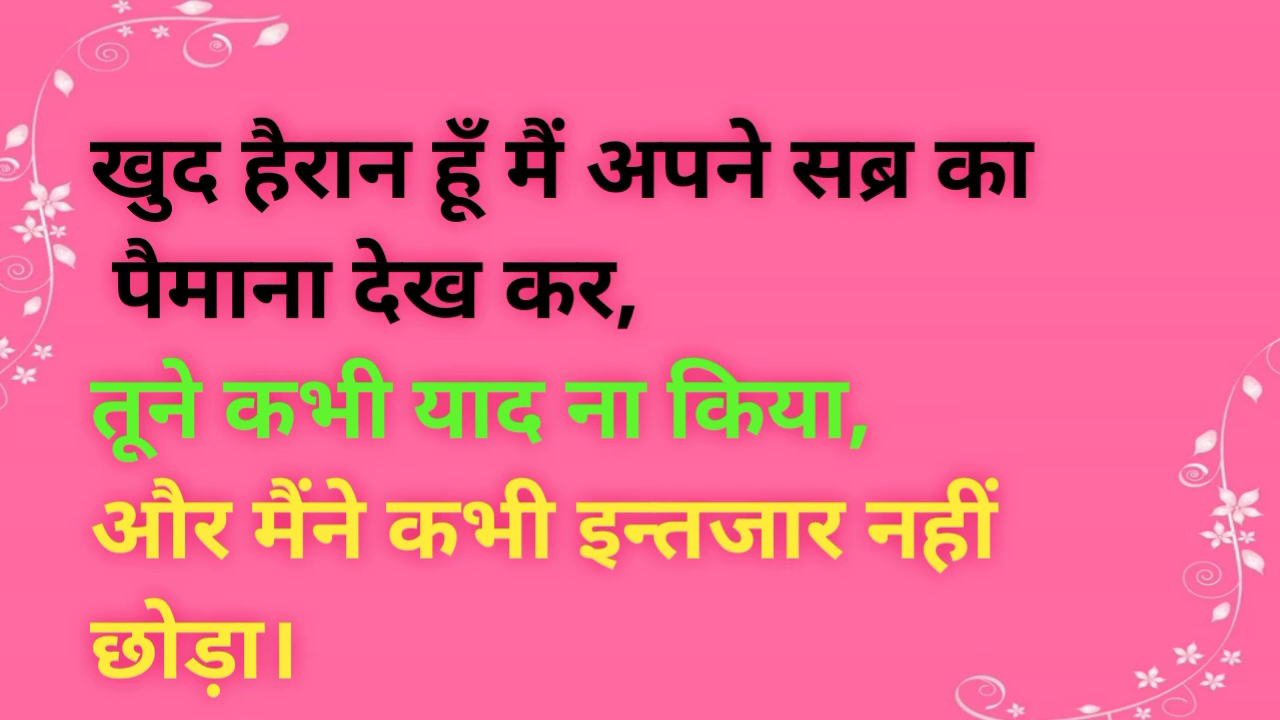 खुद हैरान हूँ मैं अपने सब्र का
पैमाना देख कर,
तूने कभी याद ना किया,
और मैंने कभी इन्तजार नहीं
छोड़ा।